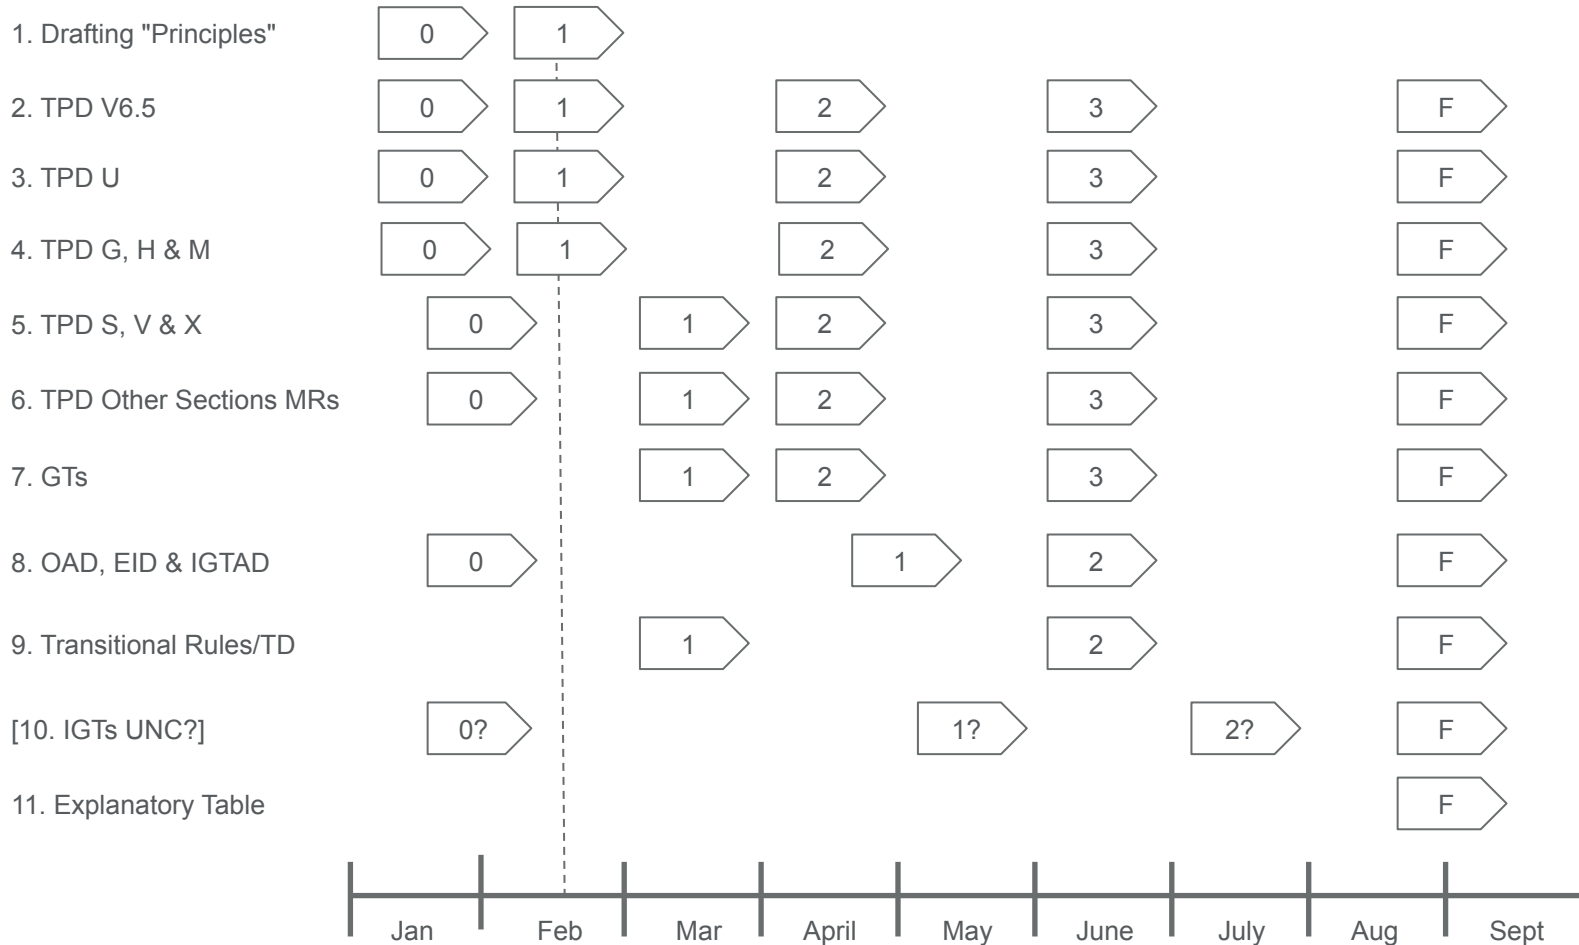 1. Drafting "Principles" 0 1
2. TPD V6.5 0 1 2 3 F
3. TPD U 0 1 2 3 F
4. TPD G, H & M 0 1 2 3 F
5. TPD S, V & X 0 1 2 3 F
6. TPD Other Sections MRs 0 1 2 3 F
7. GTs 1 2 3 F
8. OAD, EID & IGTAD 0 1 2 F
9. Transitional Rules/TD 1 2 F
[10. IGTs UNC?] 0? 1? 2? F
11. Explanatory Table F
Jan Feb Mar April May June July Aug Sept